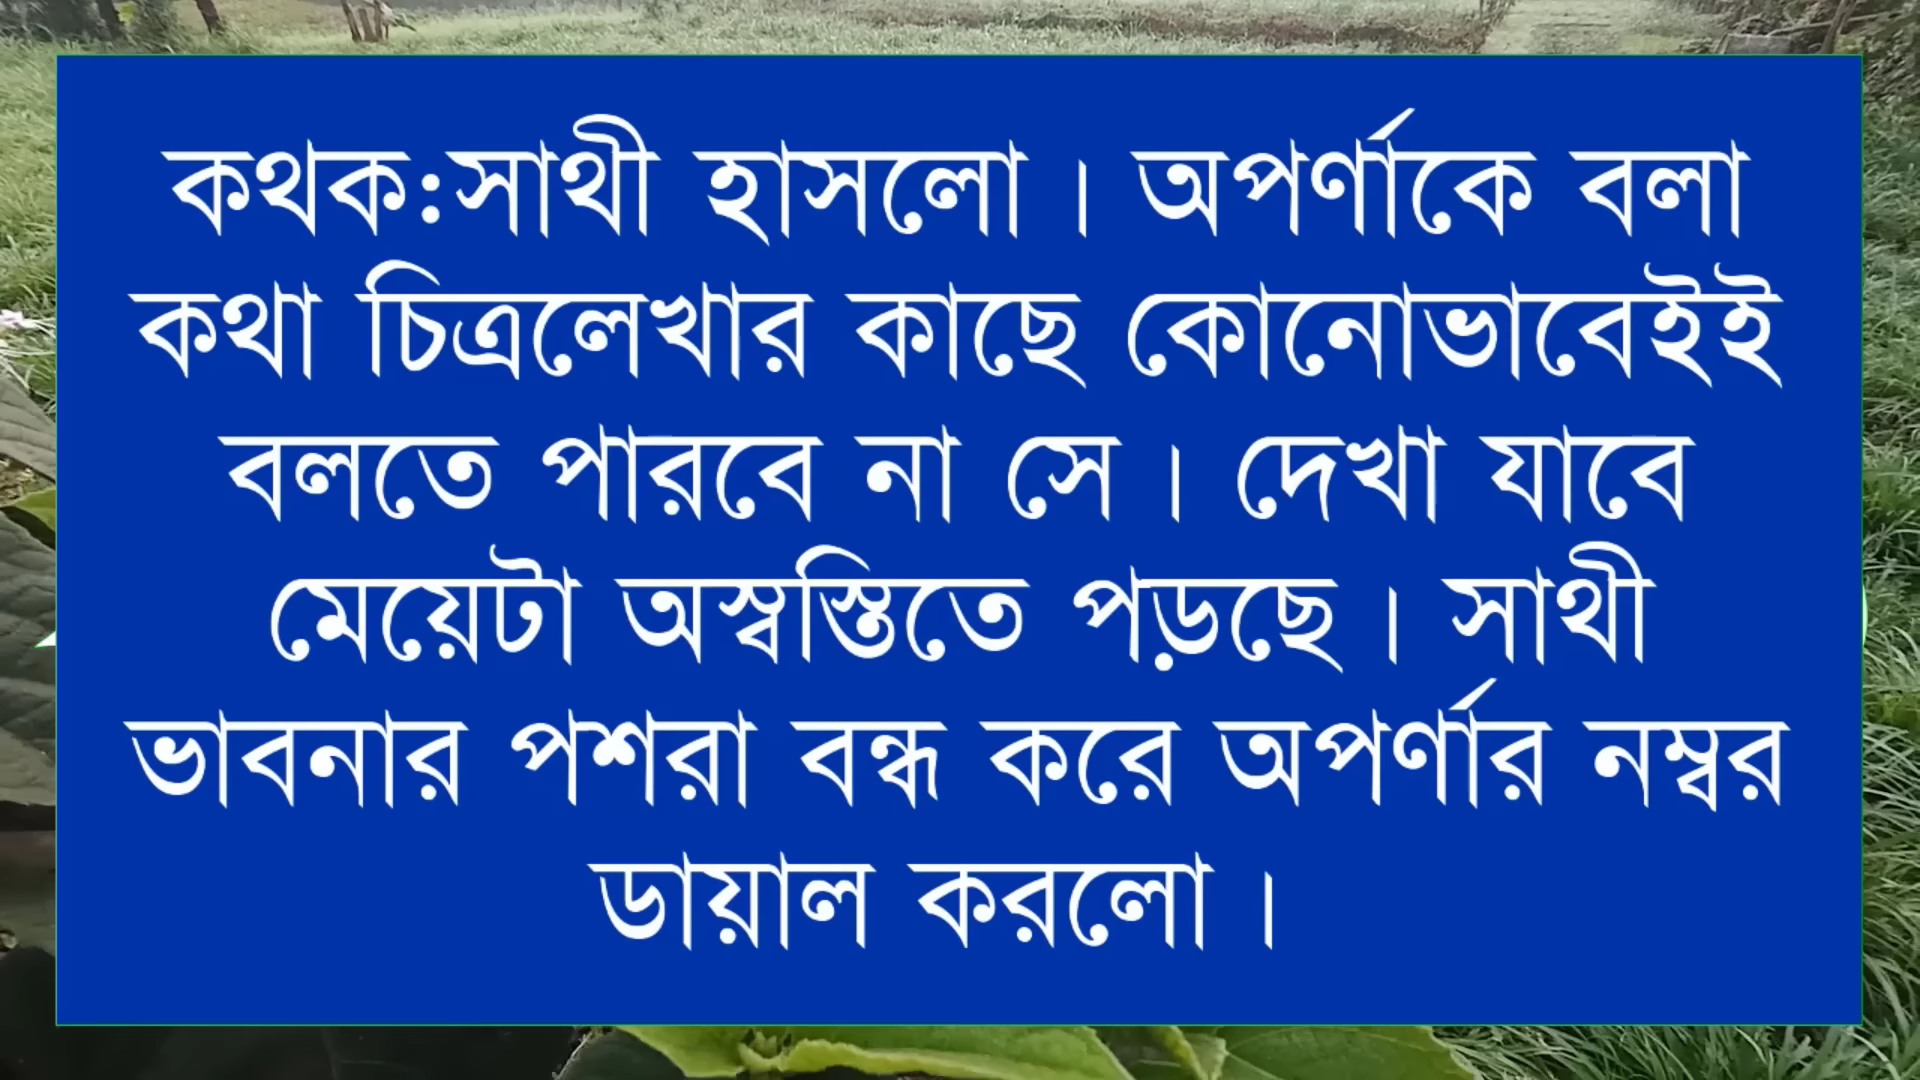 কথক:সাথী হাসলো । অপর্ণাকে বলা
কথা চিত্রলেখার কাছে কোনোভাবেইই
বলতে পারবে না সে । দেখা যাবে
মেয়েটা অস্বস্তিতে পড়ছে । সাথী
ভাবনার পশরা বন্ধ করে অপর্ণার নম্বর
ডায়াল করলো ।